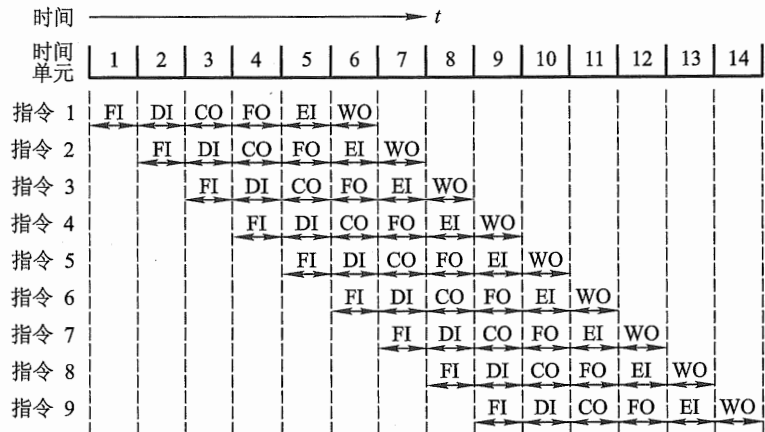 时间 t
时间单元 1 2 3 4 5 6 7 8 9 10 11 12 13 14
指令 1 FI DI CO FO EI WO
指令 2 FI DI CO FO EI WO
指令 3 FI DI CO FO EI WO
指令 4 FI DI CO FO EI WO
指令 5 FI DI CO FO EI WO
指令 6 FI DI CO FO EI WO
指令 7 FI DI CO FO EI WO
指令 8 FI DI CO FO EI WO
指令 9 FI DI CO FO EI WO